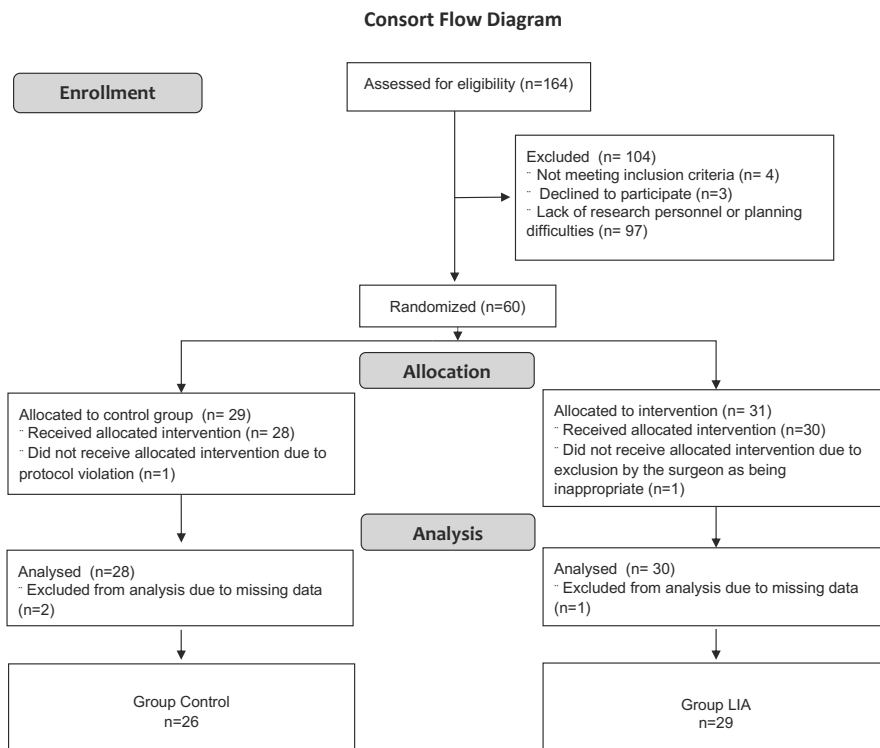 Consort Flow Diagram
Enrollment
Assessed for eligibility (n=164)
Excluded (n= 104)
¨ Not meeting inclusion criteria (n= 4)
¨ Declined to participate (n=3)
¨ Lack of research personnel or planning
difficulties (n= 97)
Randomized (n=60)
Allocation
Allocated to control group (n= 29)
¨ Received allocated intervention (n= 28)
¨ Did not receive allocated intervention due to
protocol violation (n=1)
Allocated to intervention (n= 31)
¨ Received allocated intervention (n=30)
¨ Did not receive allocated intervention due to
exclusion by the surgeon as being
inappropriate (n=1)
Analysis
Analysed (n=28)
¨ Excluded from analysis due to missing data
(n=2)
Analysed (n= 30)
¨ Excluded from analysis due to missing data
(n=1)
Group Control
n=26
Group LIA
n=29